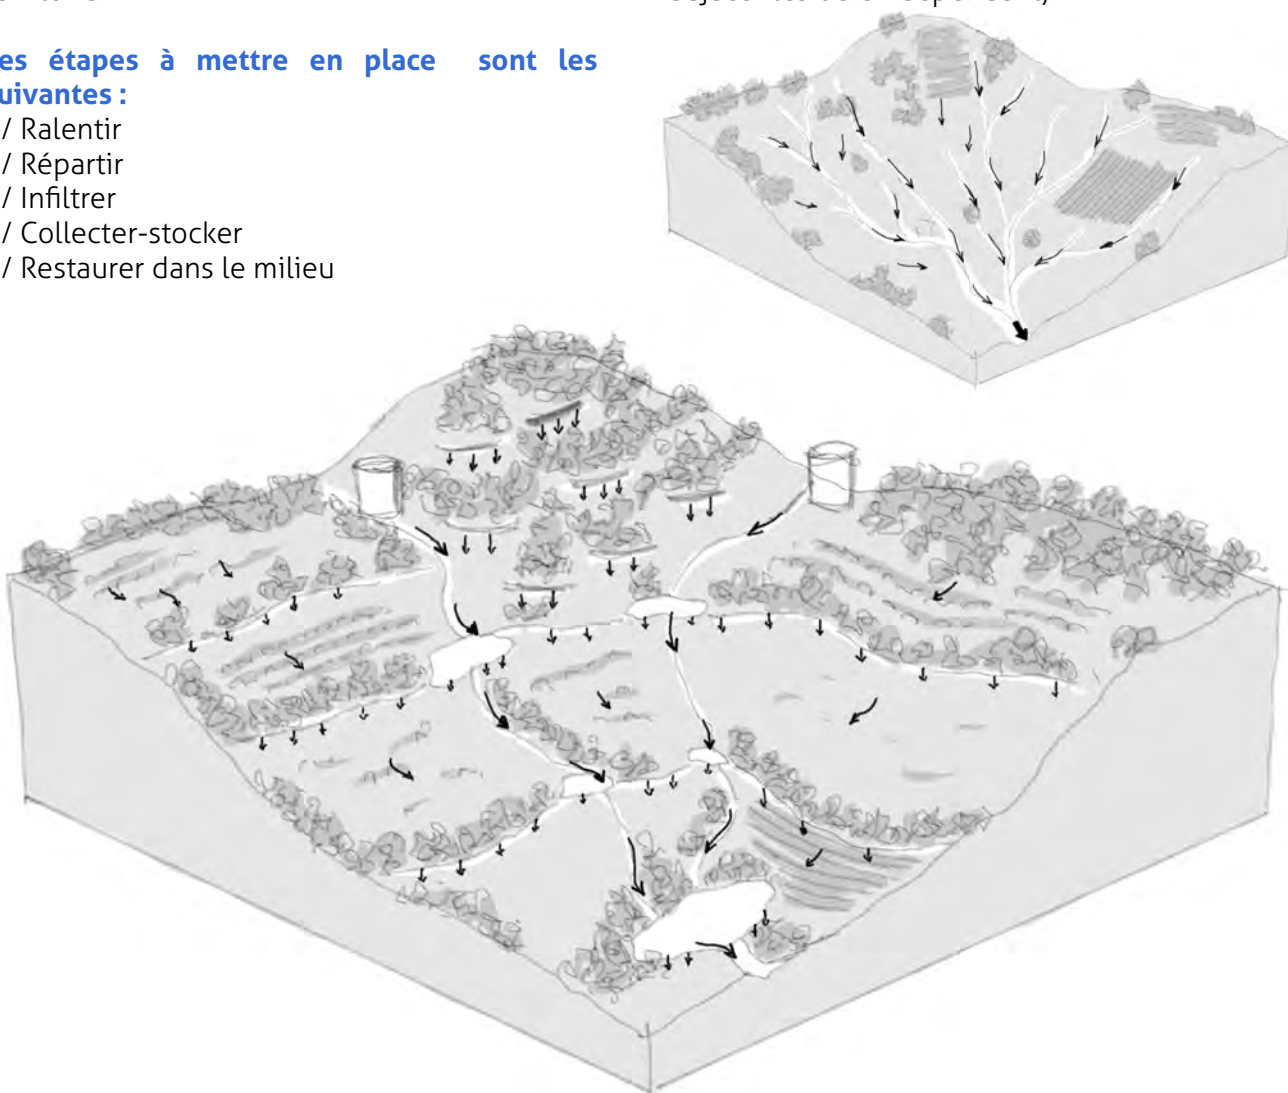 es étapes à mettre en place sont les
uivantes :
/ Ralentir
/ Répartir
/ Infiltrer
/ Collecter-stocker
/ Restaurer dans le milieu